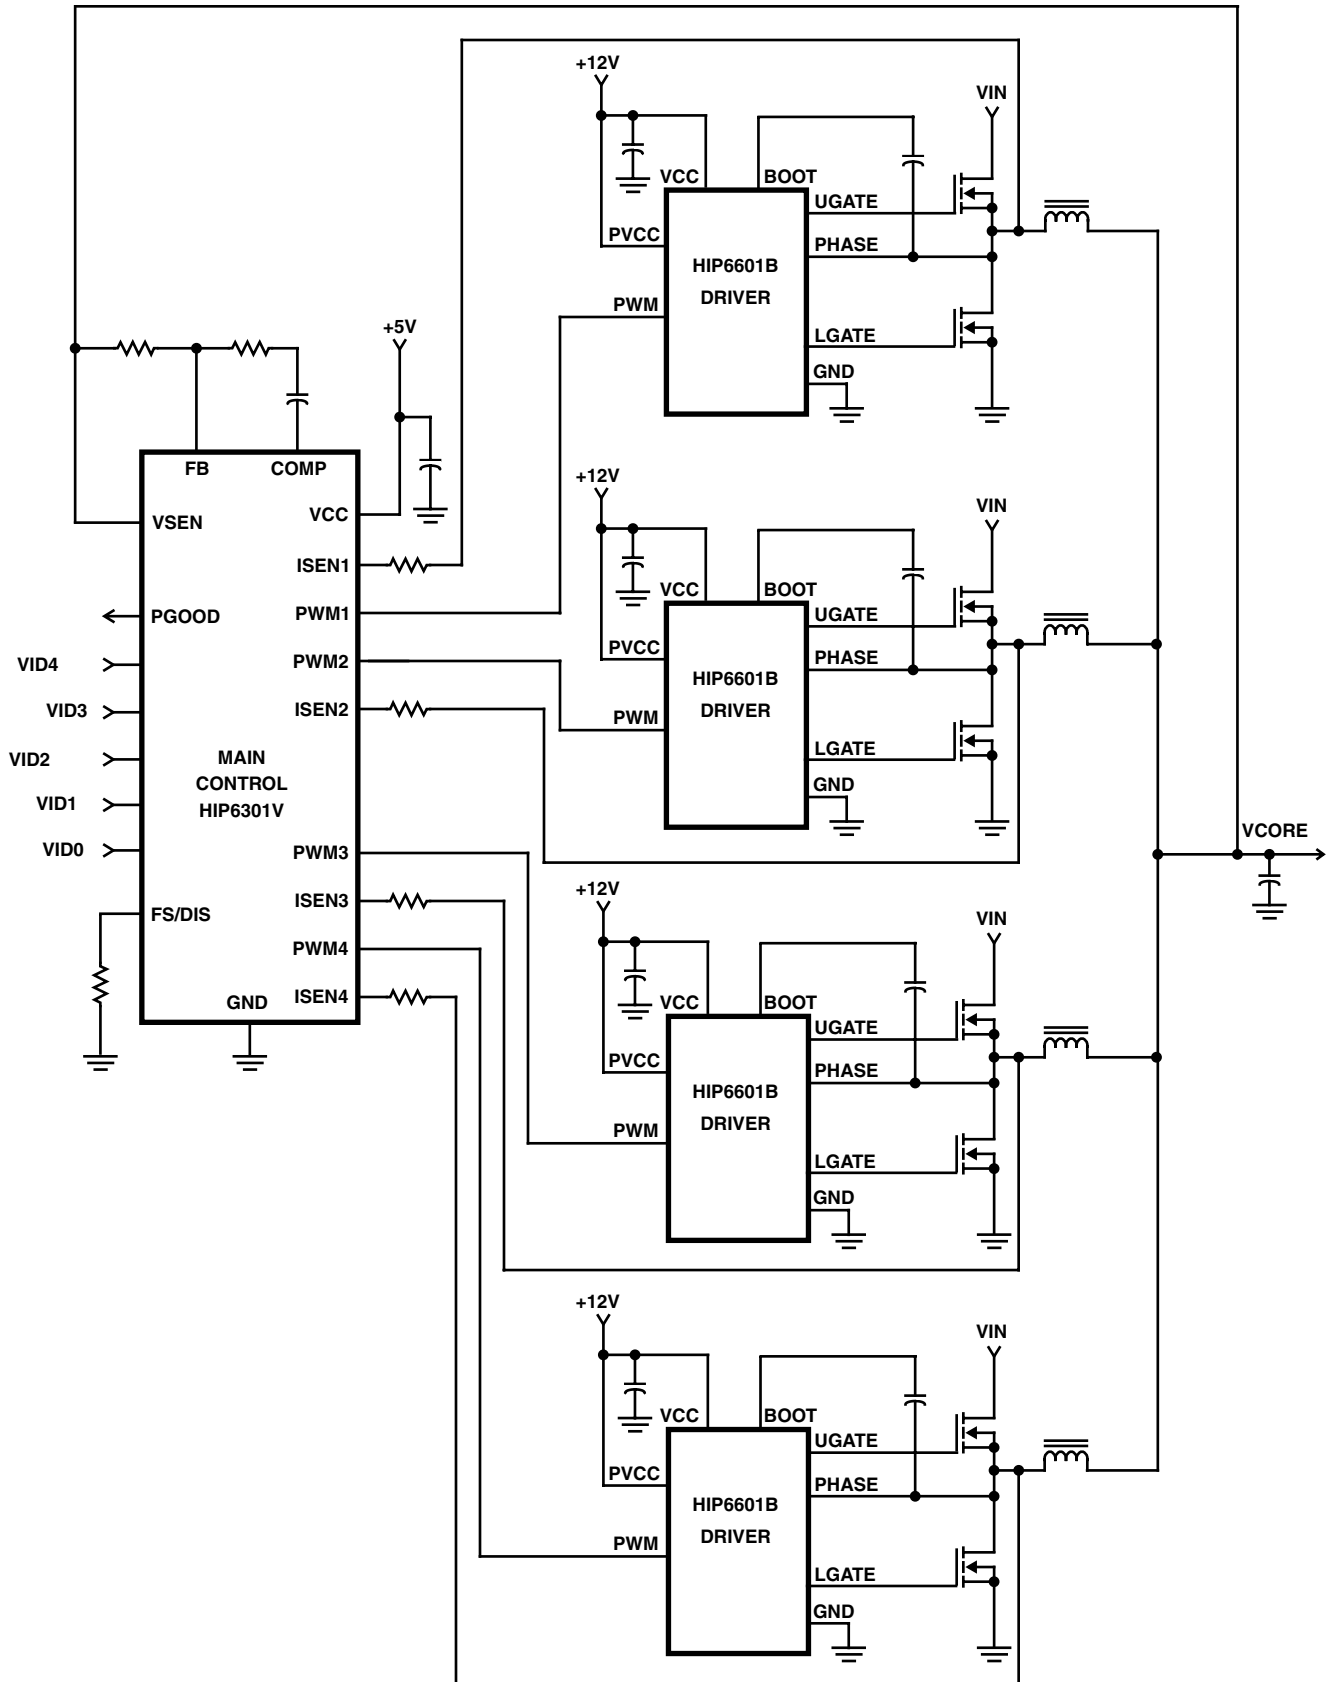 +12V
VIN
VCC
BOOT
UGATE
PVCC
PHASE
HIP6601B
DRIVER
PWM
LGATE
GND
+5V
FB
COMP
VSEN
VCC
ISEN1
PGOOD
PWM1
VID4
PWM2
VID3
ISEN2
VID2
MAIN
CONTROL
HIP6301V
VID1
VID0
PWM3
ISEN3
FS/DIS
PWM4
ISEN4
GND
+12V
VIN
VCC
BOOT
UGATE
PVCC
PHASE
HIP6601B
DRIVER
PWM
LGATE
GND
VCORE
+12V
VIN
VCC
BOOT
UGATE
PVCC
PHASE
HIP6601B
DRIVER
PWM
LGATE
GND
+12V
VIN
VCC
BOOT
UGATE
PVCC
PHASE
HIP6601B
DRIVER
PWM
LGATE
GND